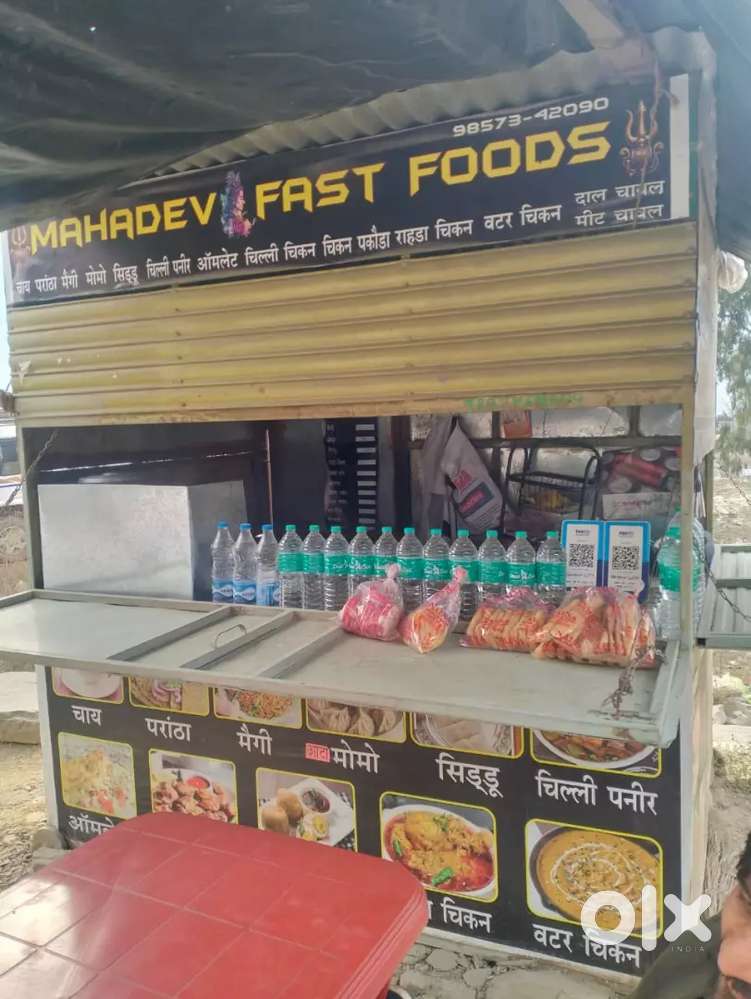 98573-42090
MAHADEV FAST FOODS
दाल चावल
मीट चावल
चाय परांठा मैगी मोमो सिड्डू चिल्ली पनीर ऑमलेट चिल्ली चिकन चिकन पकौडा राहडा चिकन वटर चिकन
चाय
परांठा
मैगी
मोमो
सिड्डू
चिल्ली पनीर
चिकन
वटर चिकन
olx
INDIA